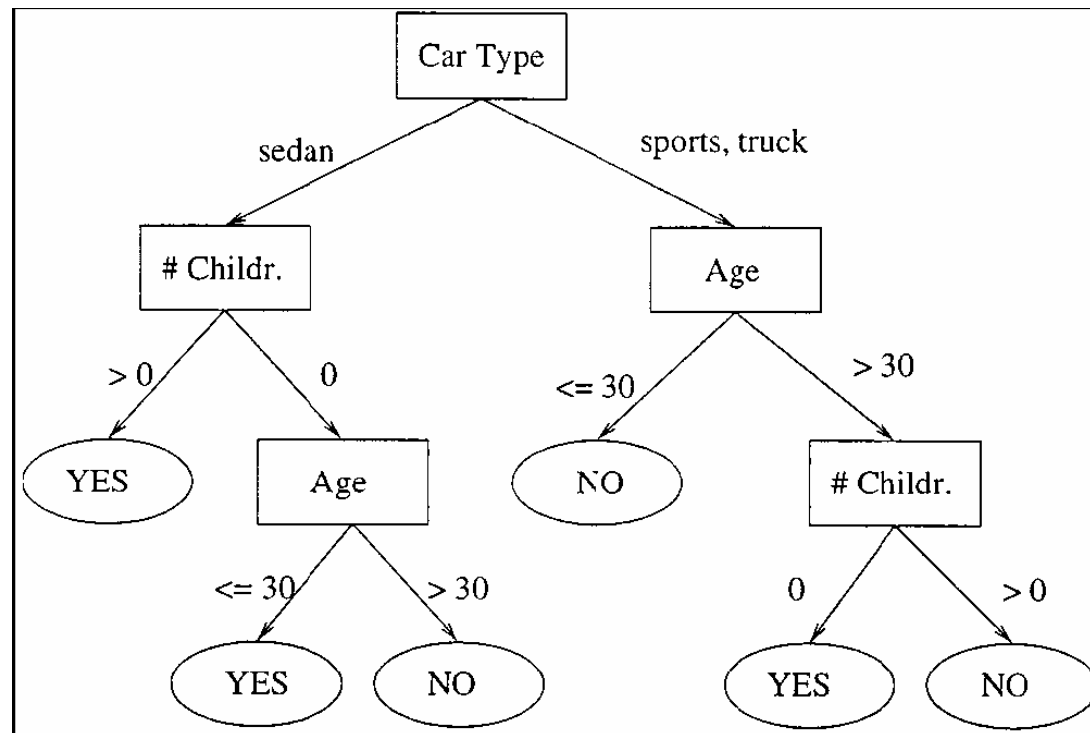 Car Type
sedan
sports, truck
# Childr.
Age
> 0
0
<= 30
> 30
YES
Age
NO
# Childr.
<= 30
> 30
0
> 0
YES
NO
YES
NO